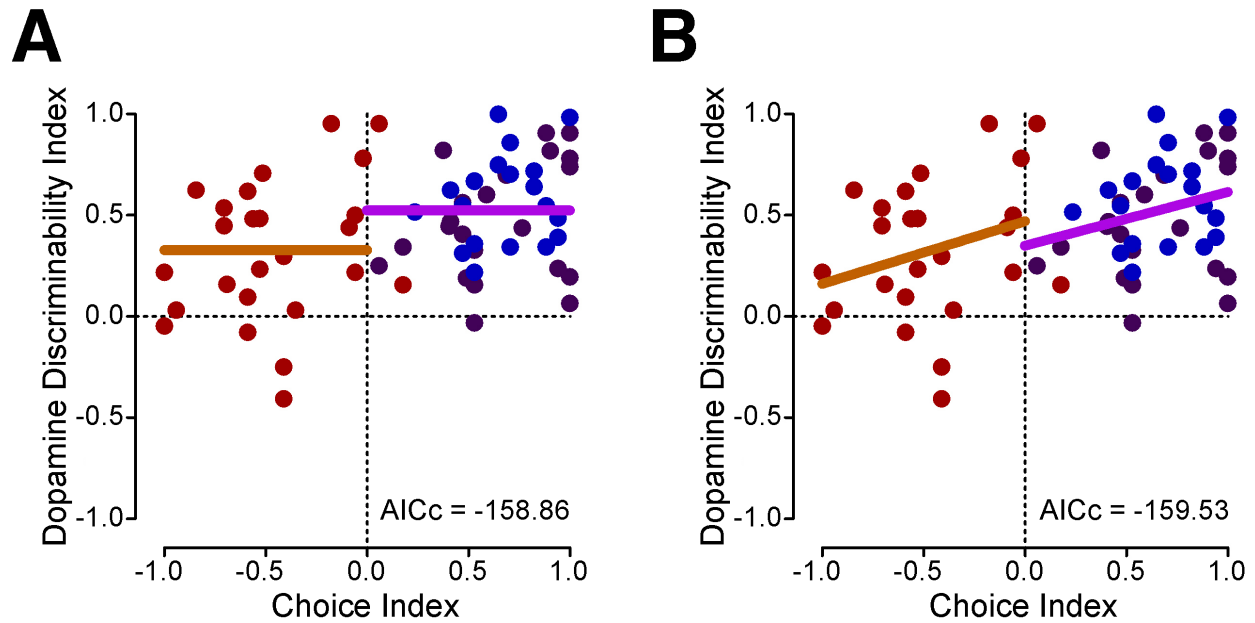 A
B
Dopamine Discriminability Index
1.0
0.5
0.0
-0.5
-1.0
AICc = -158.86
-1.0 -0.5 0.0 0.5 1.0
Choice Index
Dopamine Discriminability Index
1.0
0.5
0.0
-0.5
-1.0
AICc = -159.53
-1.0 -0.5 0.0 0.5 1.0
Choice Index